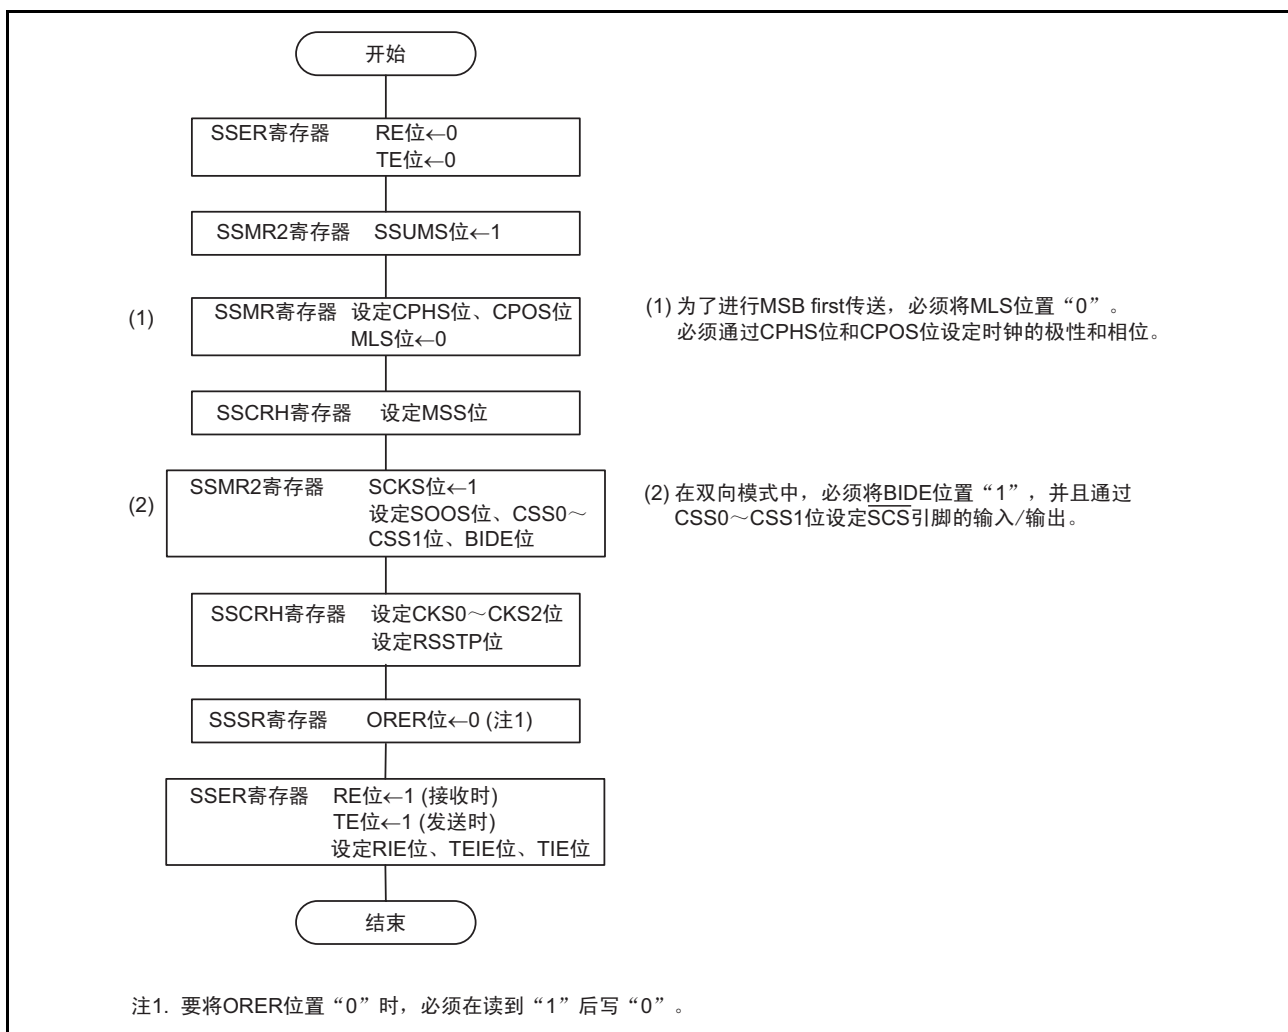 开始
SSER寄存器 RE位←0
TE位←0
SSMR2寄存器 SSUMS位←1
(1)
SSMR寄存器 设定CPHS位、CPOS位
MLS位←0
(1) 为了进行MSB first传送，必须将MLS位置“0”。
必须通过CPHS位和CPOS位设定时钟的极性和相位。
SSCRH寄存器 设定MSS位
(2)
SSMR2寄存器 SCKS位←1
设定SOOS位、CSS0～
CSS1位、BIDE位
(2) 在双向模式中，必须将BIDE位置“1”，并且通过
CSS0～CSS1位设定SCS引脚的输入/输出。
SSCRH寄存器 设定CKS0～CKS2位
设定RSSTP位
SSSR寄存器 ORER位←0 (注1)
SSER寄存器 RE位←1 (接收时)
TE位←1 (发送时)
设定RIE位、TEIE位、TIE位
结束
注1. 要将ORER位置“0”时，必须在读到“1”后写“0”。